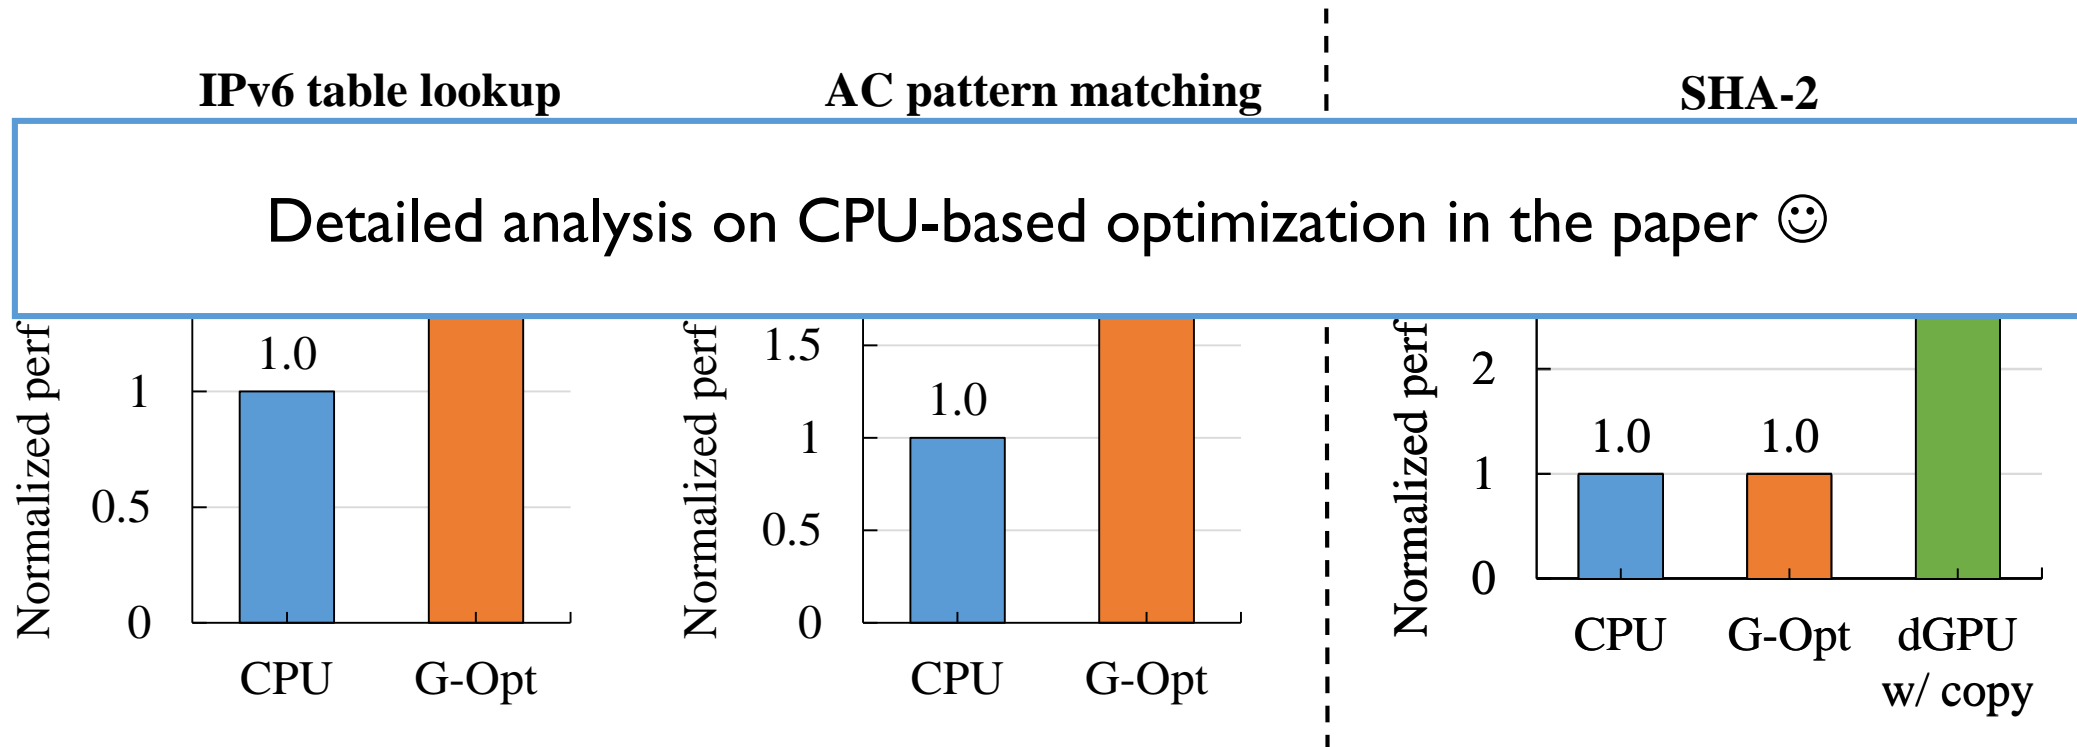 IPv6 table lookup
AC pattern matching
SHA-2
Detailed analysis on CPU-based optimization in the paper ☺
Normalized perf
1
0.5
0
1.0
CPU
G-Opt
Normalized perf
1.5
1
0.5
0
1.0
CPU
G-Opt
Normalized perf
2
1
0
1.0
1.0
CPU
G-Opt
dGPU
w/ copy